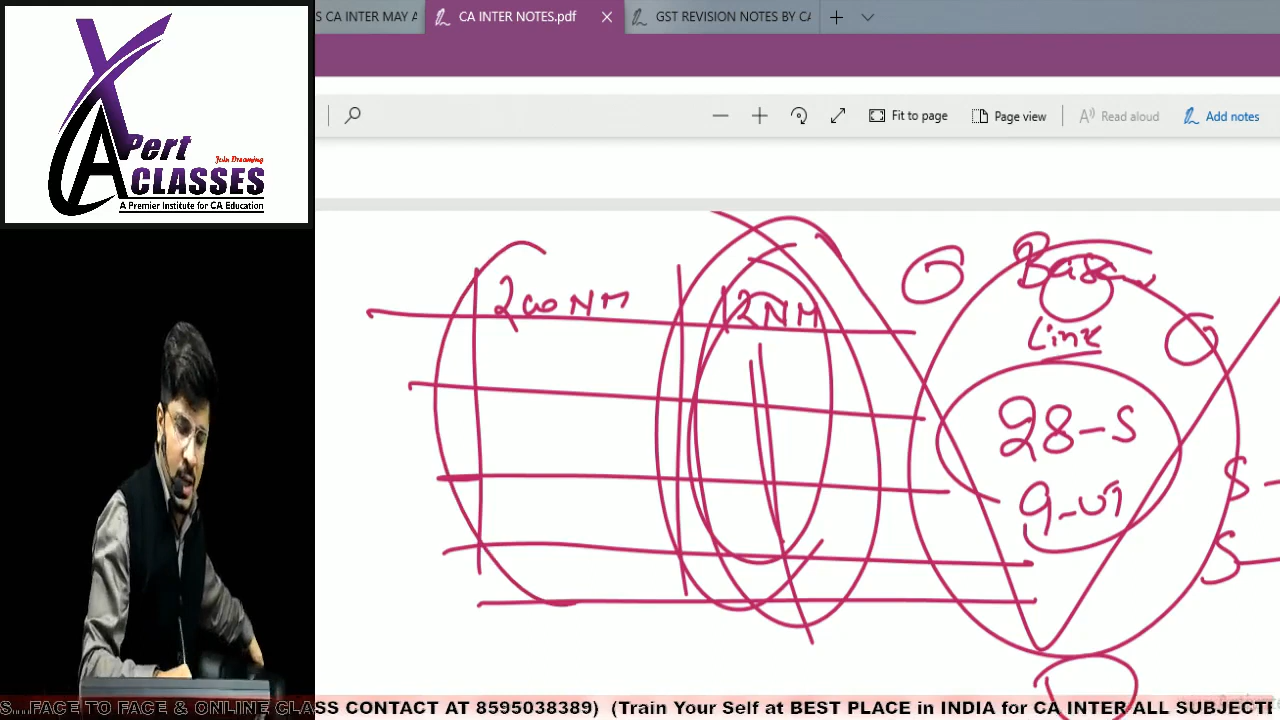 S CA INTER MAY A
CA INTER NOTES.pdf
GST REVISION NOTES BY CA
Fit to page
Page view
Read aloud
Add notes
XPert
Join Dreaming
CA CLASSES
A Premier Institute for CA Education
200 NM
12NM
Base
Line
28-S
9-UT
S-
S-
S...FACE TO FACE & ONLINE CLASS CONTACT AT 8595038389) (Train Your Self at BEST PLACE in INDIA for CA INTER ALL SUBJECTE